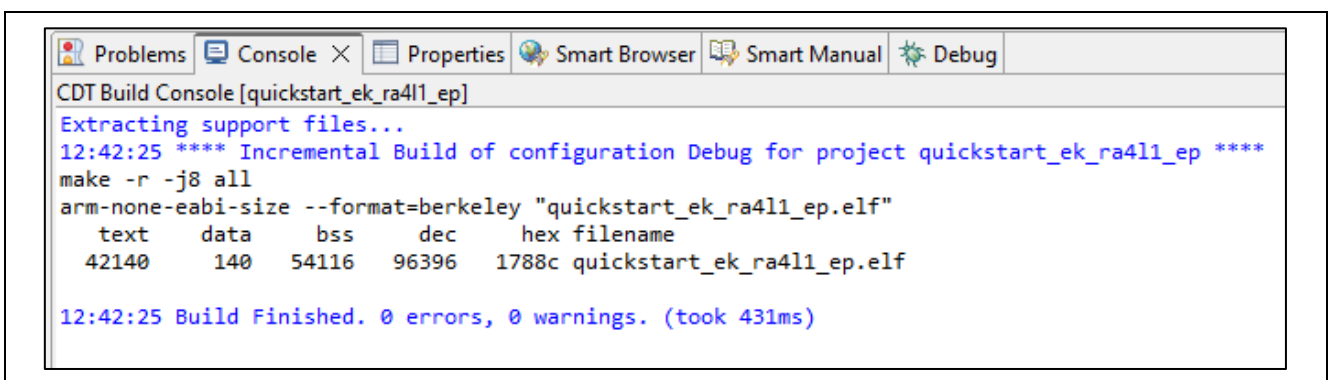 Problems Console Properties Smart Browser Smart Manual Debug
CDT Build Console [quickstart_ek_ra4l1_ep]
Extracting support files...
12:42:25 **** Incremental Build of configuration Debug for project quickstart_ek_ra4l1_ep ****
make -r -j8 all
arm-none-eabi-size --format=berkeley "quickstart_ek_ra4l1_ep.elf"
text data bss dec hex filename
42140 140 54116 96396 1788c quickstart_ek_ra4l1_ep.elf
12:42:25 Build Finished. 0 errors, 0 warnings. (took 431ms)